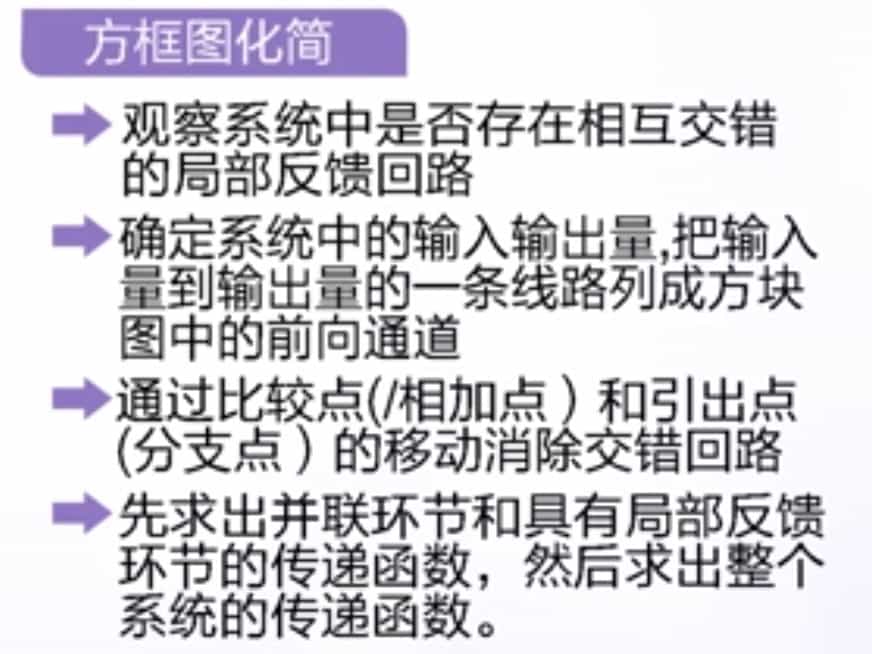 方框图化简
观察系统中是否存在相互交错
的局部反馈回路
确定系统中的输入输出量,把输入
量到输出量的一条线路列成方块
图中的前向通道
通过比较点(/相加点）和引出点
(分支点）的移动消除交错回路
先求出并联环节和具有局部反馈
环节的传递函数，然后求出整个
系统的传递函数。